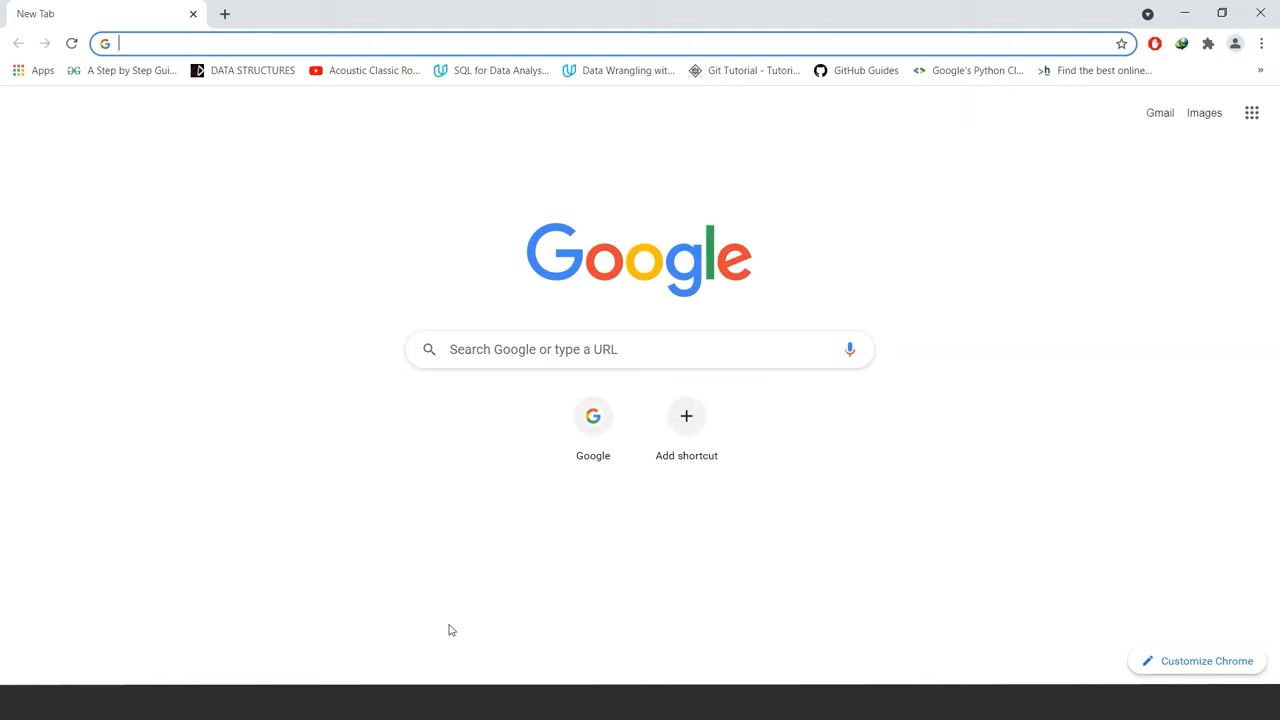 New Tab
Apps
A Step by Step Gui...
DATA STRUCTURES
Acoustic Classic Ro...
SQL for Data Analys...
Data Wrangling wit...
Git Tutorial - Tutori...
GitHub Guides
Google's Python Cl...
Find the best online...
»
Gmail
Images
Google
Search Google or type a URL
Google
Add shortcut
Customize Chrome